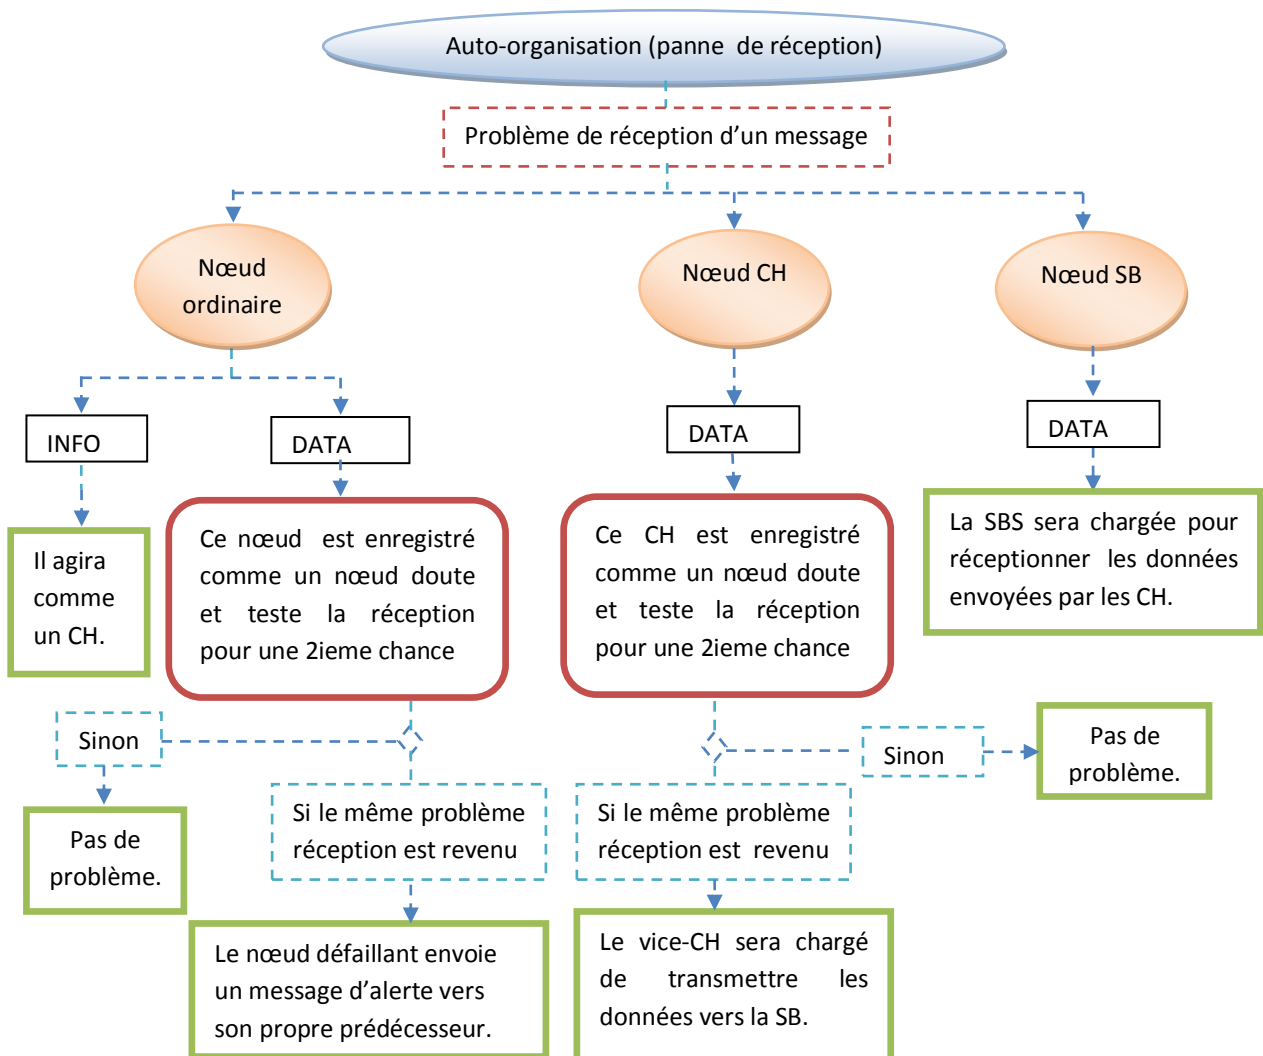 Auto-organisation (panne de réception)
Problème de réception d’un message
Nœud
ordinaire
Nœud CH
Nœud SB
INFO
DATA
DATA
DATA
Il agira
comme
un CH.
Ce nœud est enregistré
comme un nœud doute
et teste la réception
pour une 2ieme chance
Ce CH est enregistré
comme un nœud doute
et teste la réception
pour une 2ieme chance
La SBS sera chargée pour
réceptionner les données
envoyées par les CH.
Sinon
Sinon
Pas de
problème.
Si le même problème
réception est revenu
Si le même problème
réception est revenu
Pas de
problème.
Le nœud défaillant envoie
un message d’alerte vers
son propre prédécesseur.
Le vice-CH sera chargé
de transmettre les
données vers la SB.